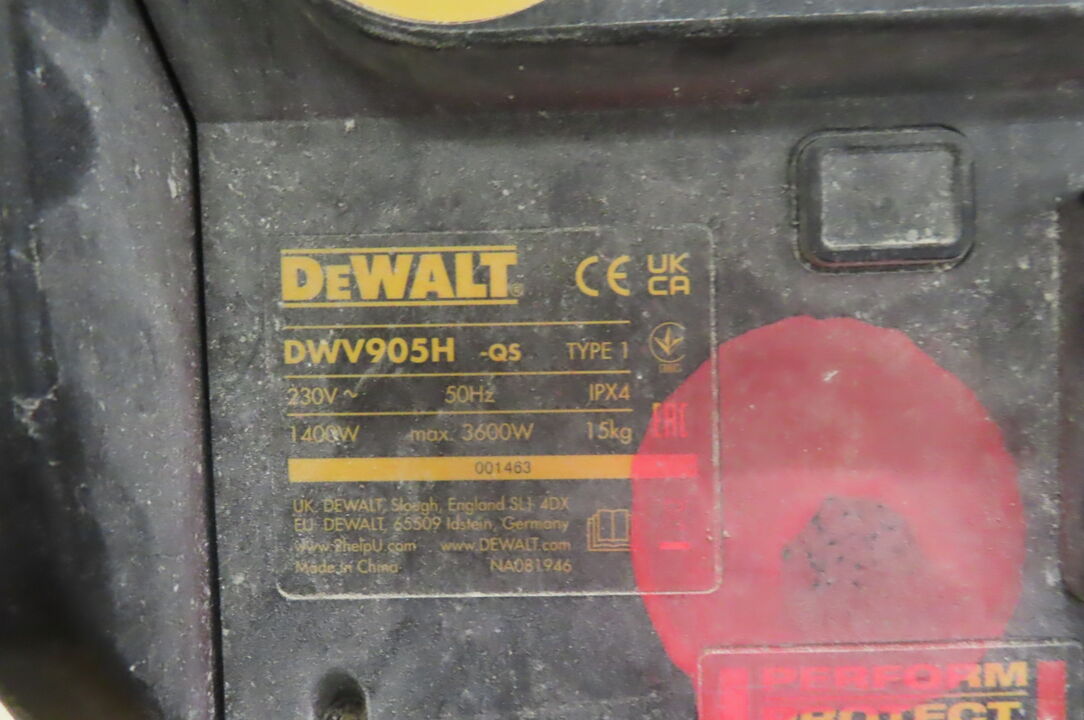 DEWALT® CE UK CA
DWV905H -QS TYPE 1
230V ~ 50Hz IPX4
1400W max. 3600W 15kg
EAC
001463
UK DEWALT, Slough, England SL1 4DX
EU DEWALT, 65509 Idstein, Germany
www.2helpU.com www.DEWALT.com
Made in China NA081946
PERFORM
PROTECT